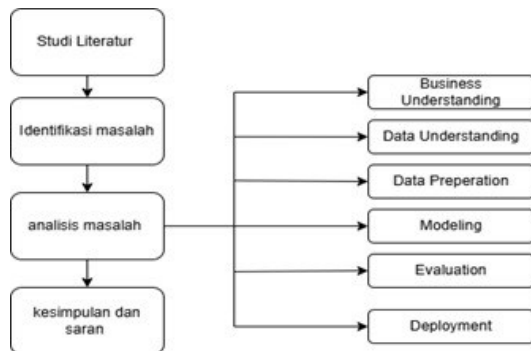 Studi Literatur
Identifikasi masalah
analisis masalah
kesimpulan dan
saran
Business
Understanding
Data Understanding
Data Preperation
Modeling
Evaluation
Deployment